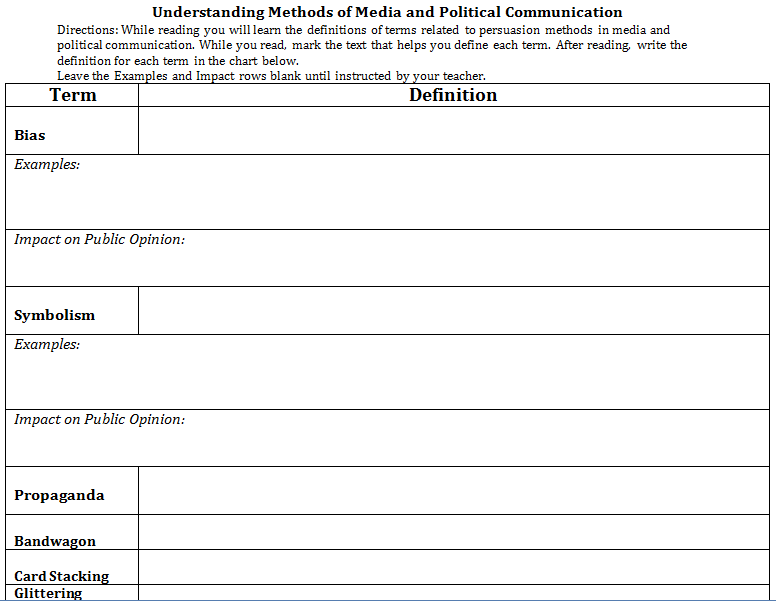 Understanding Methods of Media and Political Communication
Directions: While reading you will learn the definitions of terms related to persuasion methods in media and
political communication. While you read, mark the text that helps you define each term. After reading, write the
definition for each term in the chart below.
Leave the Examples and Impact rows blank until instructed by your teacher.
Term Definition
Bias
Examples:
Impact on Public Opinion:
Symbolism
Examples:
Impact on Public Opinion:
Propaganda
Bandwagon
Card Stacking
Glittering